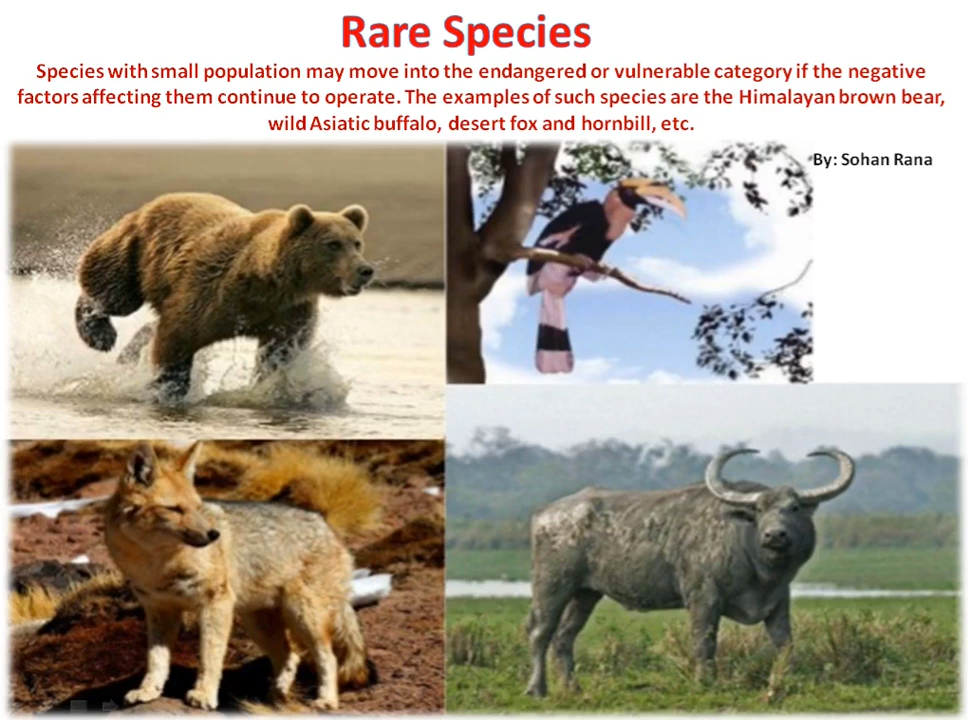 Rare Species
Species with small population may move into the endangered or vulnerable category if the negative
factors affecting them continue to operate. The examples of such species are the Himalayan brown bear,
wild Asiatic buffalo, desert fox and hornbill, etc.
By: Sohan Rana